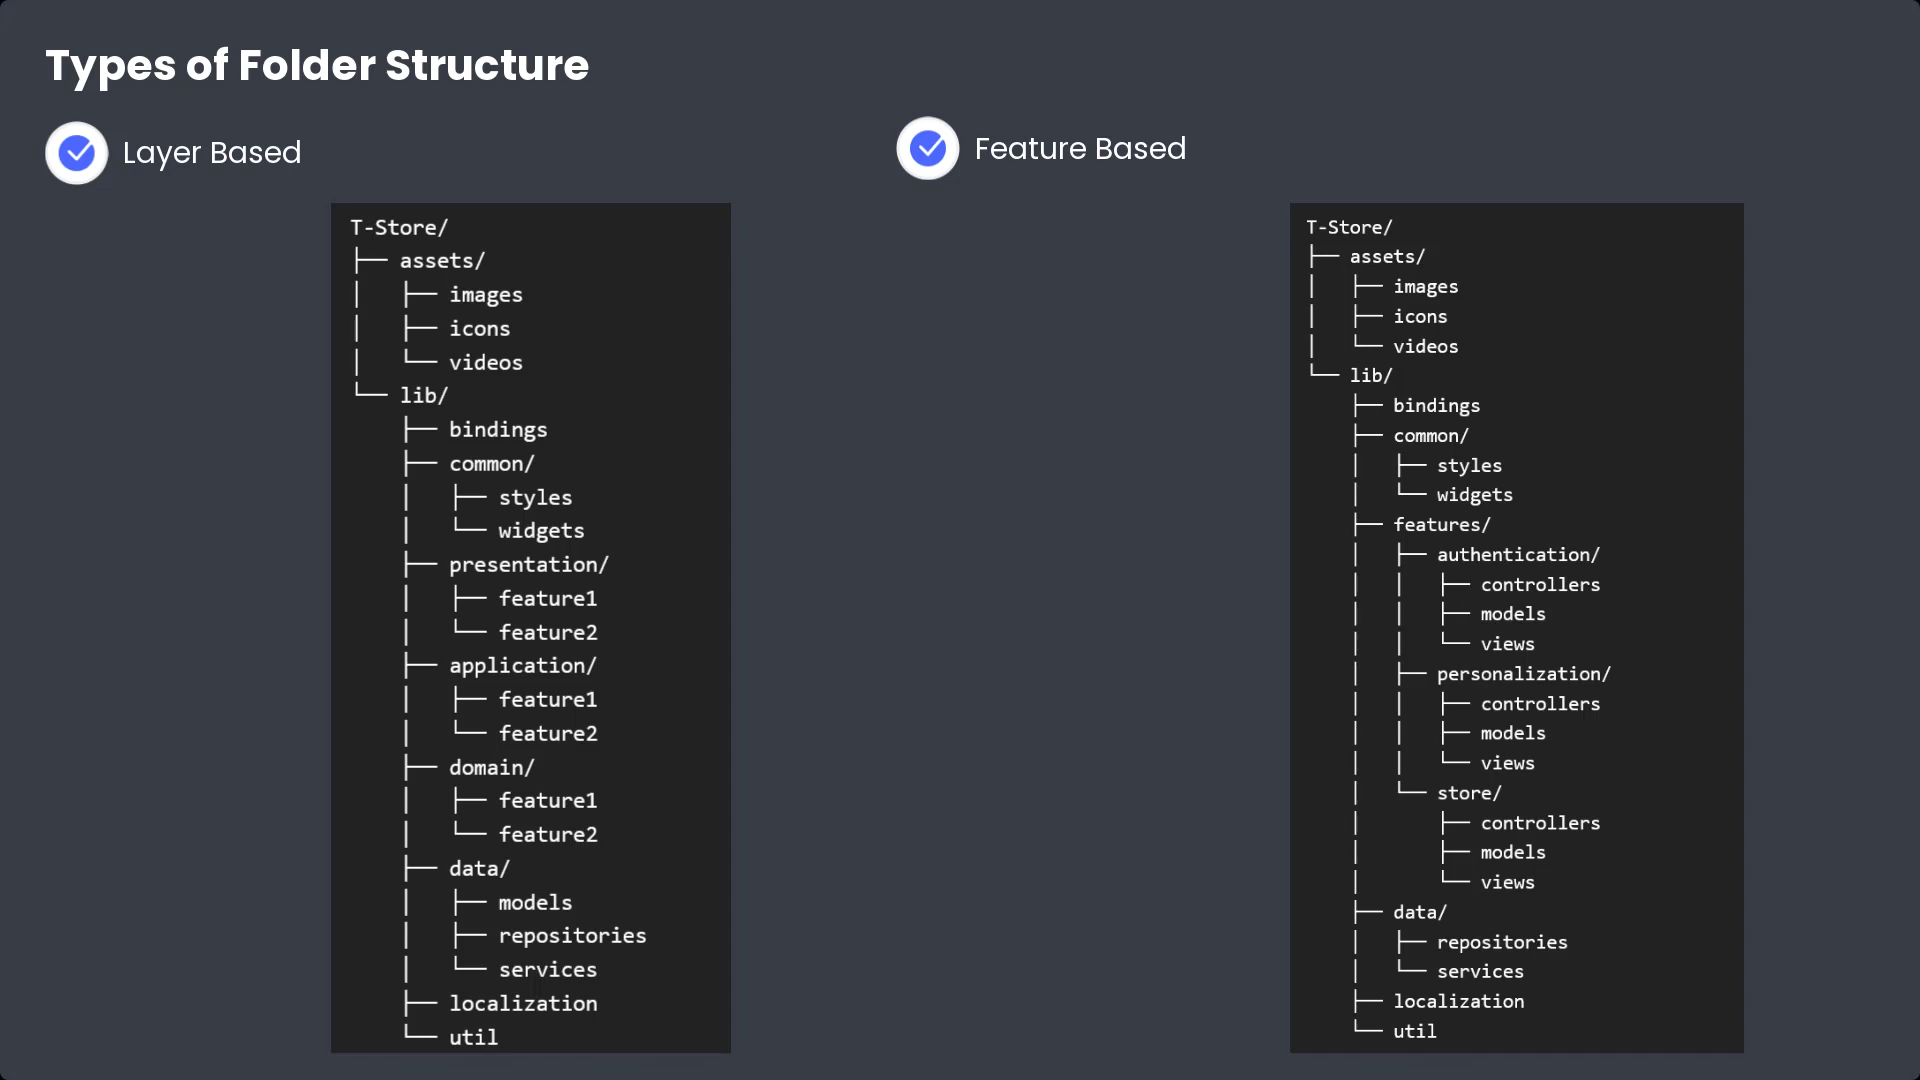 Types of Folder Structure
Layer Based
T-Store/
├── assets/
│   ├── images
│   ├── icons
│   └── videos
└── lib/
    ├── bindings
    ├── common/
    │   ├── styles
    │   └── widgets
    ├── presentation/
    │   ├── feature1
    │   └── feature2
    ├── application/
    │   ├── feature1
    │   └── feature2
    ├── domain/
    │   ├── feature1
    │   └── feature2
    ├── data/
    │   ├── models
    │   ├── repositories
    │   └── services
    ├── localization
    └── util
Feature Based
T-Store/
├── assets/
│   ├── images
│   ├── icons
│   └── videos
└── lib/
    ├── bindings
    ├── common/
    │   ├── styles
    │   └── widgets
    ├── features/
    │   ├── authentication/
    │   │   ├── controllers
    │   │   ├── models
    │   │   └── views
    │   ├── personalization/
    │   │   ├── controllers
    │   │   ├── models
    │   │   └── views
    │   └── store/
    │       ├── controllers
    │       ├── models
    │       └── views
    ├── data/
    │   ├── repositories
    │   └── services
    ├── localization
    └── util